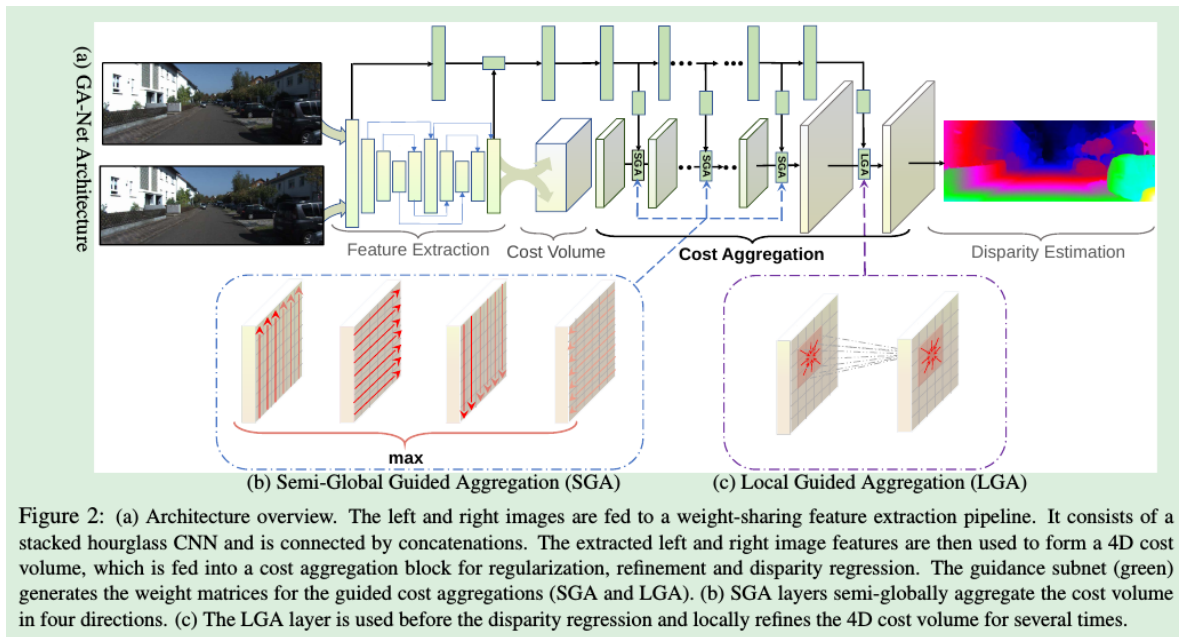 (a) GA-Net Architecture
SGA
SGA
SGA
LGA
Feature Extraction
Cost Volume
Cost Aggregation
Disparity Estimation
max
(b) Semi-Global Guided Aggregation (SGA)
(c) Local Guided Aggregation (LGA)
Figure 2: (a) Architecture overview. The left and right images are fed to a weight-sharing feature extraction pipeline. It consists of a
stacked hourglass CNN and is connected by concatenations. The extracted left and right image features are then used to form a 4D cost
volume, which is fed into a cost aggregation block for regularization, refinement and disparity regression. The guidance subnet (green)
generates the weight matrices for the guided cost aggregations (SGA and LGA). (b) SGA layers semi-globally aggregate the cost volume
in four directions. (c) The LGA layer is used before the disparity regression and locally refines the 4D cost volume for several times.